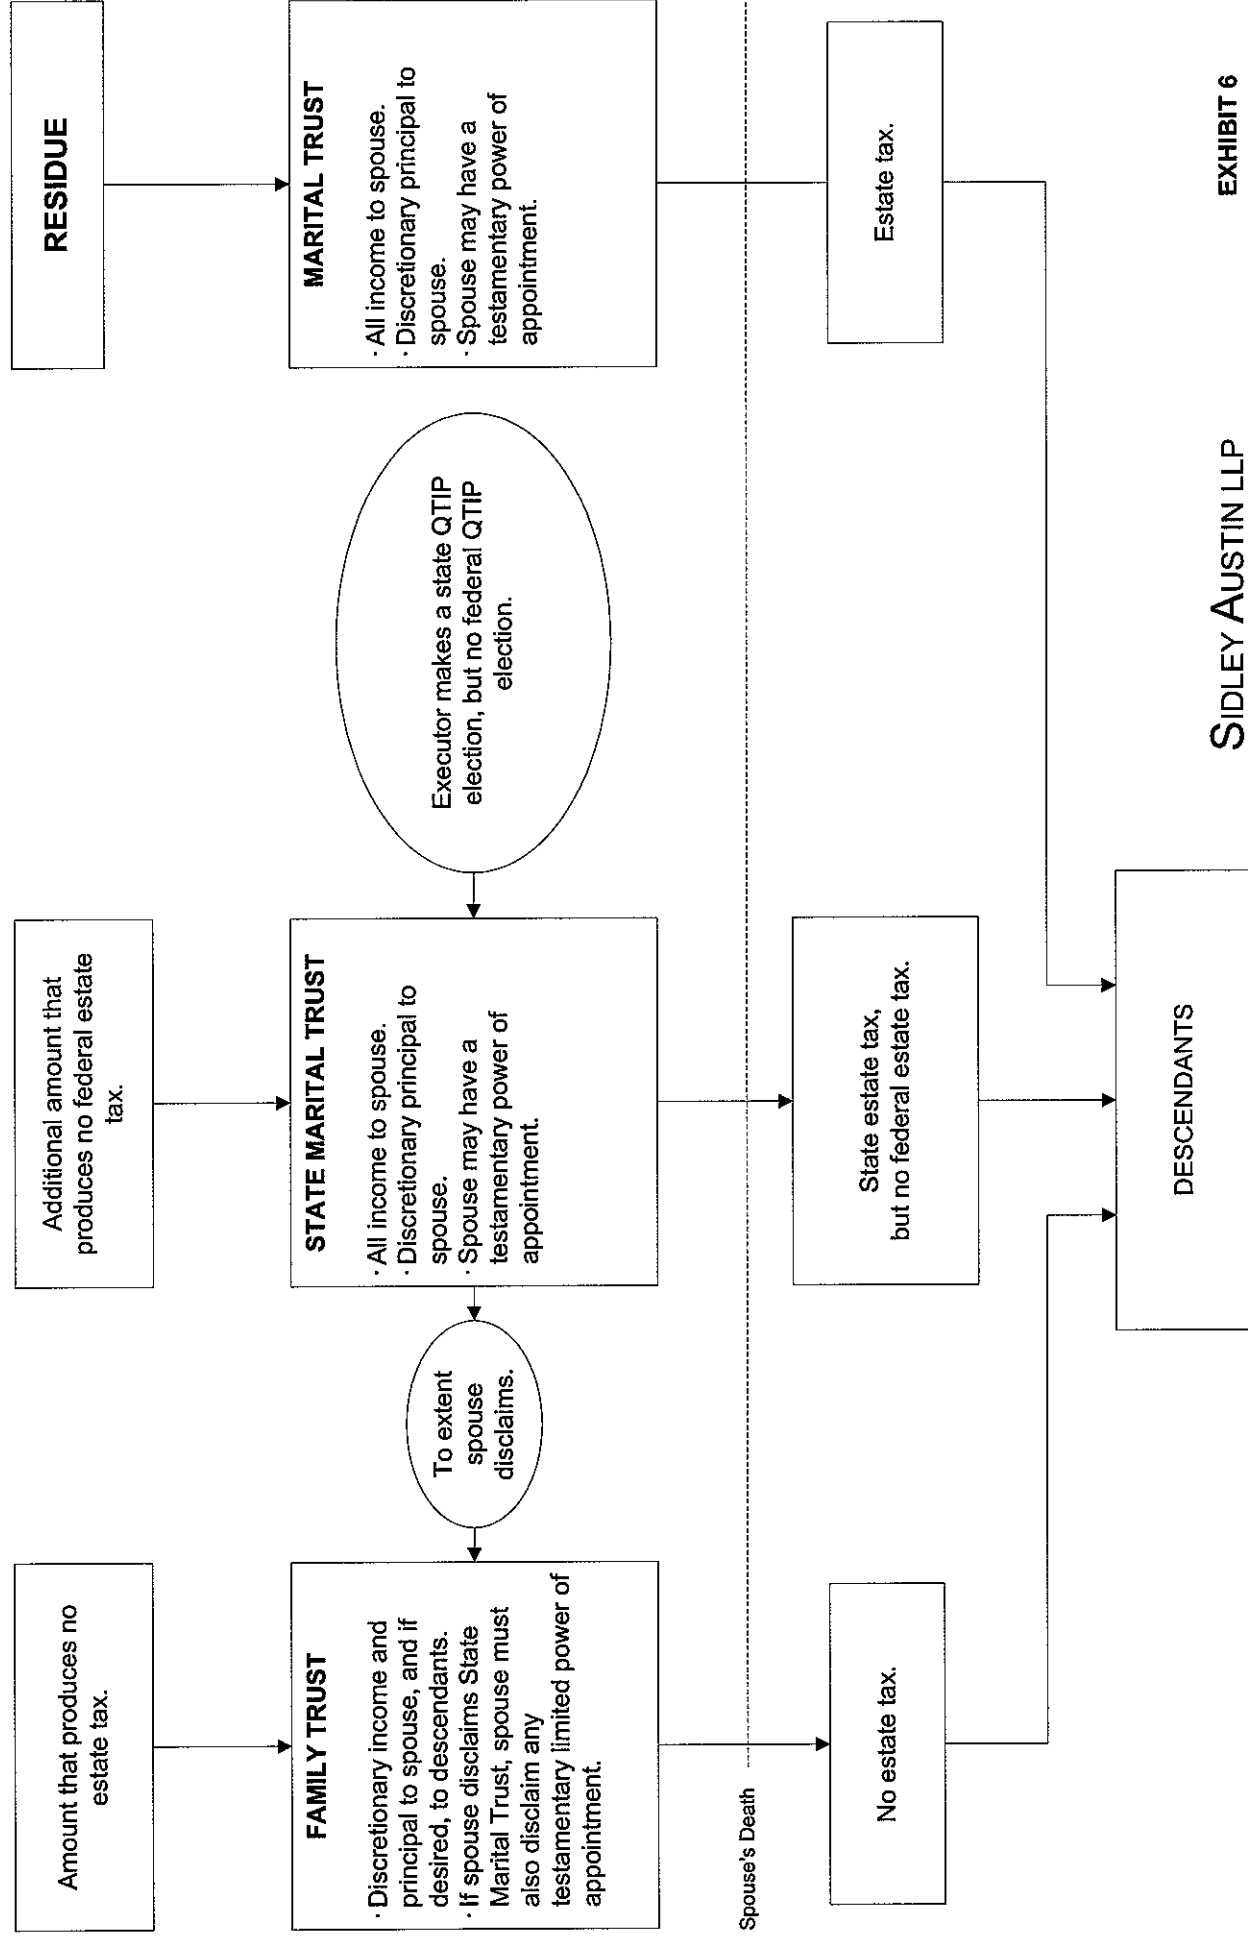 Amount that produces no
estate tax.
Additional amount that
produces no federal estate
tax.
RESIDUE
FAMILY TRUST
· Discretionary income and
principal to spouse, and if
desired, to descendants.
· If spouse disclaims State
Marital Trust, spouse must
also disclaim any
testamentary limited power of
appointment.
To extent
spouse
disclaims.
STATE MARITAL TRUST
· All income to spouse.
· Discretionary principal to
spouse.
· Spouse may have a
testamentary power of
appointment.
Executor makes a state QTIP
election, but no federal QTIP
election.
MARITAL TRUST
· All income to spouse.
· Discretionary principal to
spouse.
· Spouse may have a
testamentary power of
appointment.
Spouse's Death
No estate tax.
State estate tax,
but no federal estate tax.
Estate tax.
DESCENDANTS
SIDLEY AUSTIN LLP
EXHIBIT 6